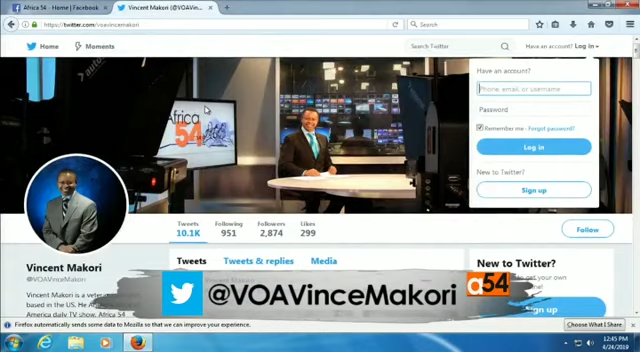 Africa 54 - Home | Facebook
Vincent Makori (@VOAVin...
https://twitter.com/voavincemakori
Search
Home
Moments
Search Twitter
Have an account? Log in
Have an account?
Phone, email, or username
Password
Remember me · Forgot password?
Log in
New to Twitter?
Sign up
Africa
54
Tweets
10.1K
Following
951
Followers
2,874
Likes
299
Follow
Vincent Makori
@VOAVinceMakori
Vincent Makori is a veteran
based in the US. He
America daily TV show, Africa 54
Tweets
Tweets & replies
Media
New to Twitter?
Sign up
@VOAVinceMakori
a54
Firefox automatically sends some data to Mozilla so that we can improve your experience.
Choose What I Share
12:45 PM
4/24/2019